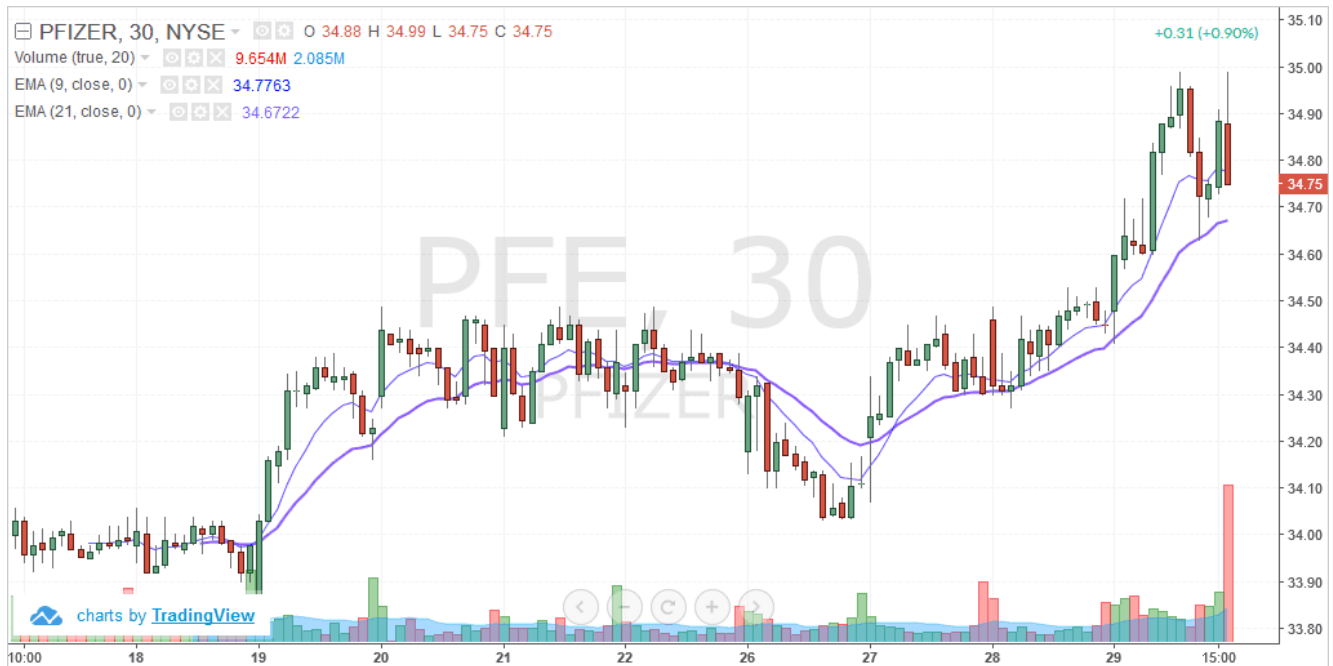 PFIZER, 30, NYSE O 34.88 H 34.99 L 34.75 C 34.75
+0.31 (+0.90%)
Volume (true, 20) 9.654M 2.085M
EMA (9, close, 0) 34.7763
EMA (21, close, 0) 34.6722
PFE, 30
PFIZER
35.10
35.00
34.90
34.80
34.75
34.70
34.60
34.50
34.40
34.30
34.20
34.10
34.00
33.90
33.80
charts by TradingView
10:00 18 19 20 21 22 26 27 28 29 15:00